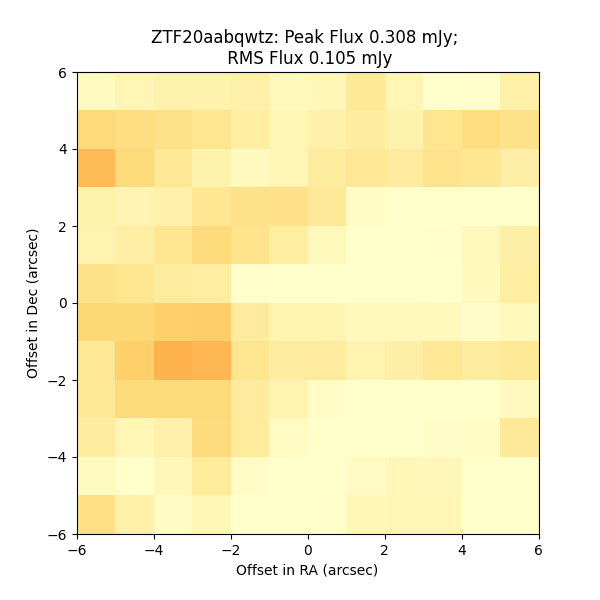 ZTF20aabqwtz: Peak Flux 0.308 mJy;
RMS Flux 0.105 mJy
6
4
2
0
−2
−4
−6
Offset in Dec (arcsec)
−6 −4 −2 0 2 4 6
Offset in RA (arcsec)